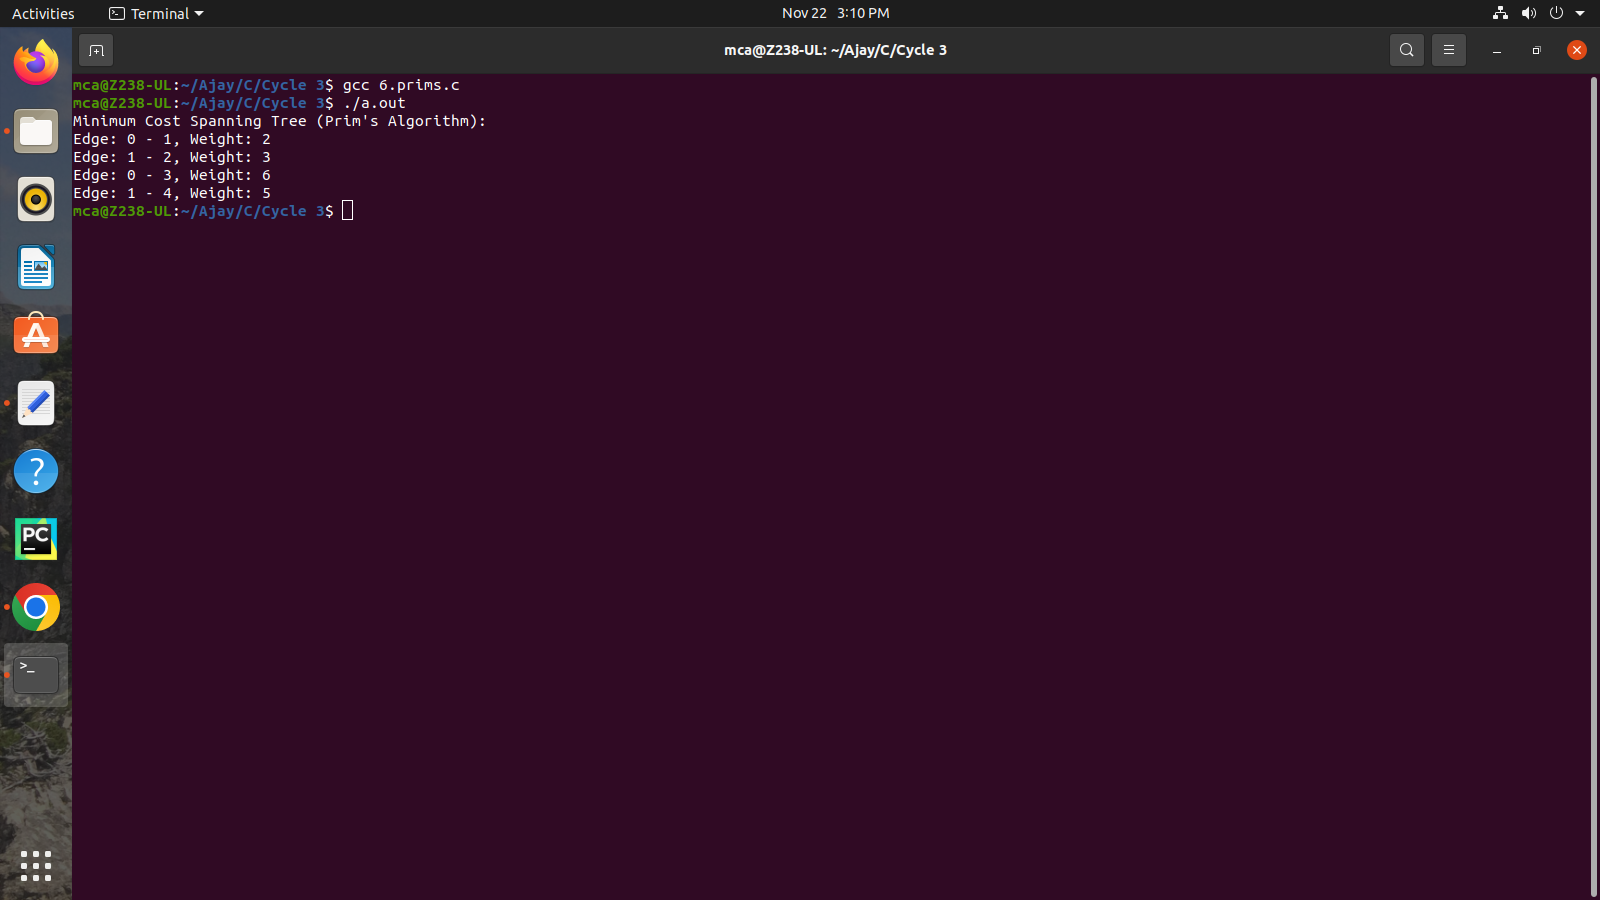 Activities
Terminal
Nov 22 3:10 PM
mca@Z238-UL: ~/Ajay/C/Cycle 3
mca@Z238-UL:~/Ajay/C/Cycle 3$ gcc 6.prims.c
mca@Z238-UL:~/Ajay/C/Cycle 3$ ./a.out
Minimum Cost Spanning Tree (Prim's Algorithm):
Edge: 0 - 1, Weight: 2
Edge: 1 - 2, Weight: 3
Edge: 0 - 3, Weight: 6
Edge: 1 - 4, Weight: 5
mca@Z238-UL:~/Ajay/C/Cycle 3$
?
PC
>_